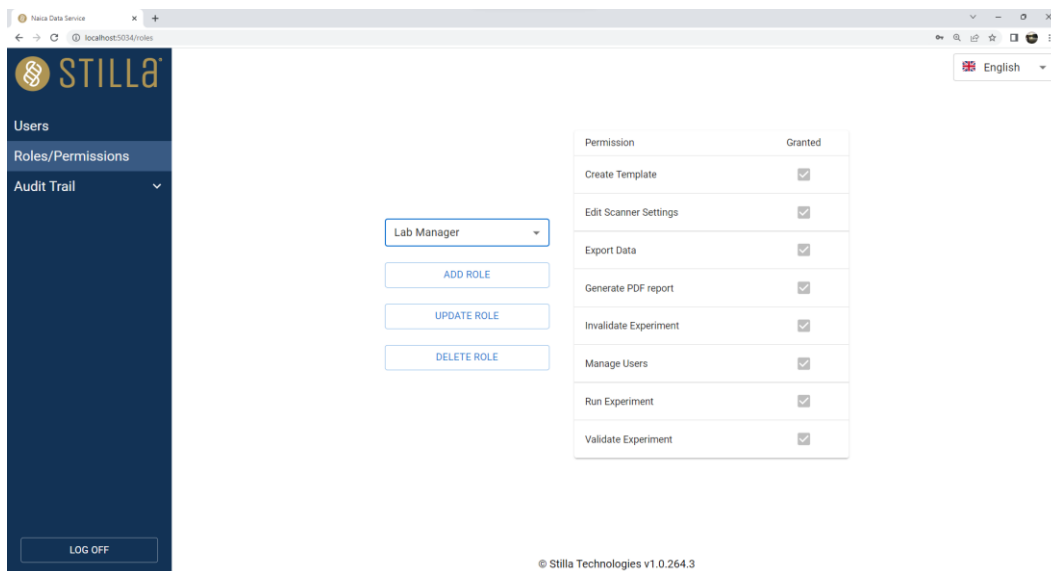 Naica Data Service
localhost:5034/roles
STILLA
English
Users
Roles/Permissions
Audit Trail
Permission Granted
Create Template
Edit Scanner Settings
Lab Manager
Export Data
ADD ROLE
Generate PDF report
UPDATE ROLE
Invalidate Experiment
DELETE ROLE
Manage Users
Run Experiment
Validate Experiment
LOG OFF
© Stilla Technologies v1.0.264.3